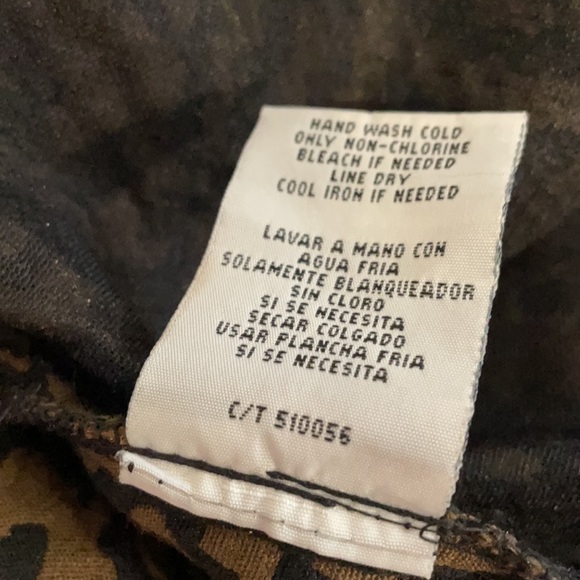 HAND WASH COLD
ONLY NON-CHLORINE
BLEACH IF NEEDED
LINE DRY
COOL IRON IF NEEDED
LAVAR A MANO CON
AGUA FRIA
SOLAMENTE BLANQUEADOR
SIN CLORO
SI SE NECESITA
SECAR COLGADO
USAR PLANCHA FRIA
SI SE NECESITA
C/T 510056